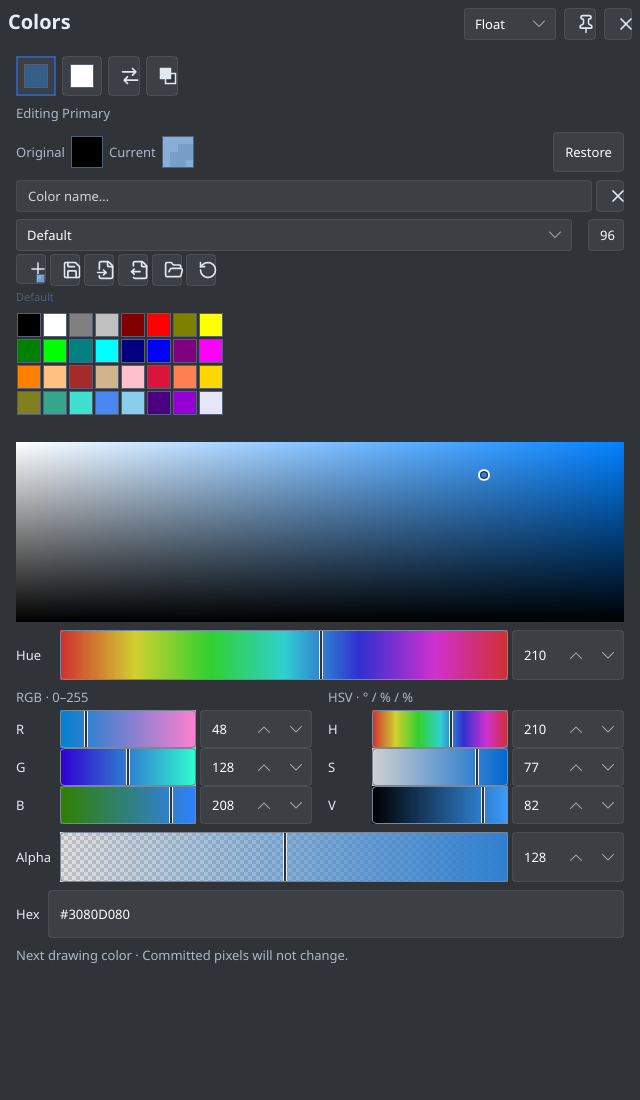 Colors
Float
Editing Primary
Original
Current
Restore
Color name...
Default
96
Default
Hue
210
RGB · 0–255
HSV · ° / % / %
R
48
H
210
G
128
S
77
B
208
V
82
Alpha
128
Hex
#3080D080
Next drawing color · Committed pixels will not change.